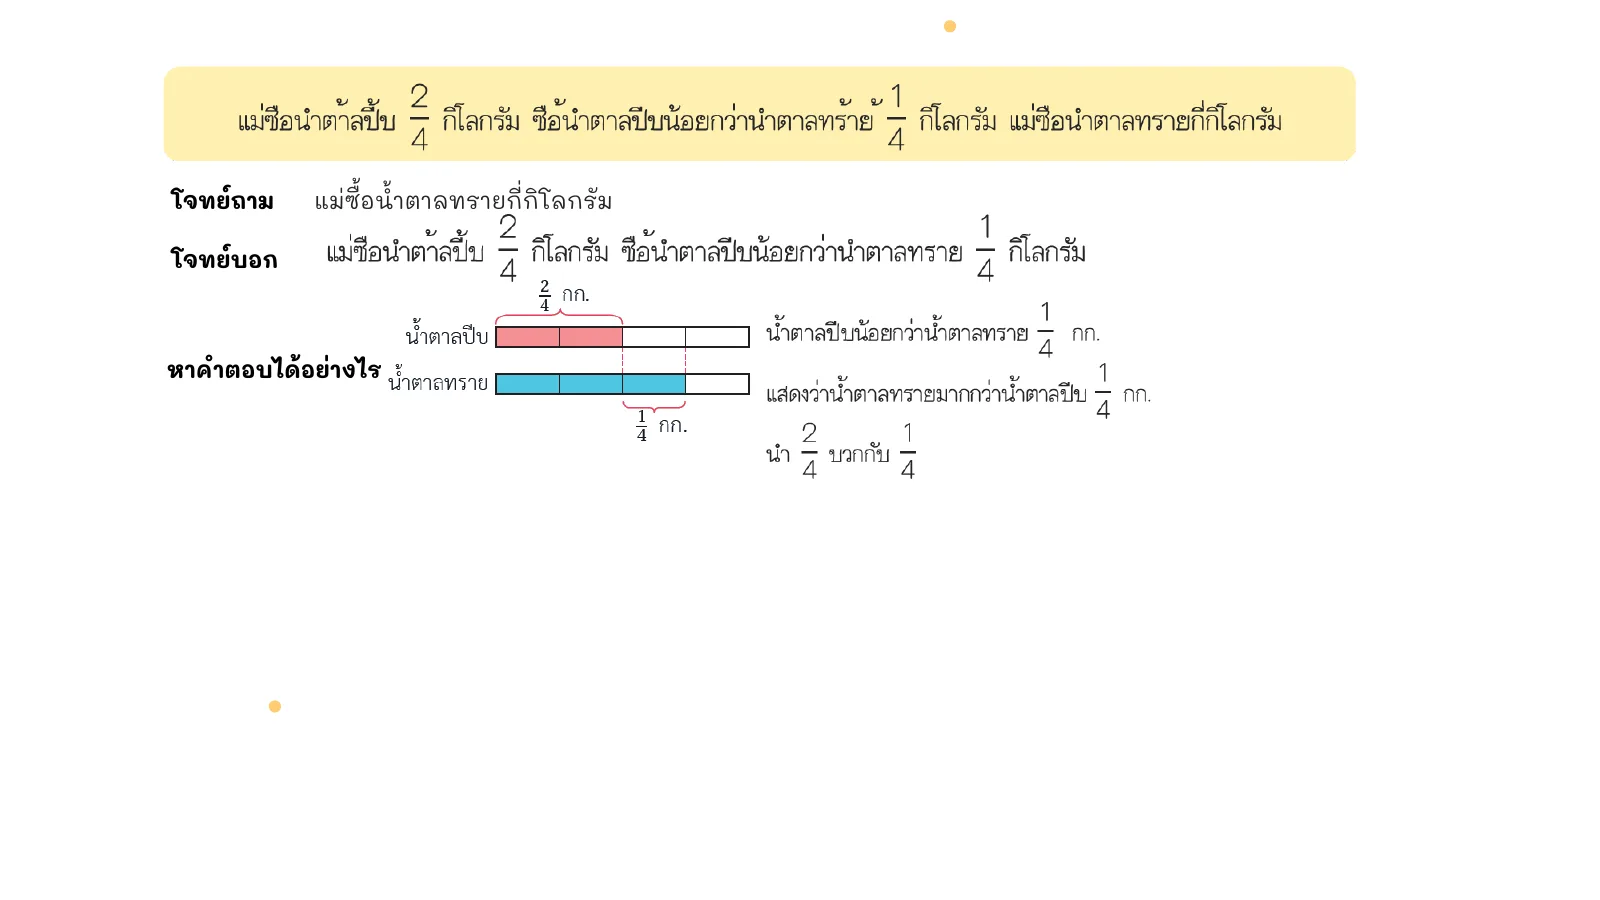 แม่ซื้อน้ำตาลปี๊บ 2/4 กิโลกรัม ซื้อน้ำตาลปี๊บน้อยกว่าน้ำตาลทราย 1/4 กิโลกรัม แม่ซื้อน้ำตาลทรายกี่กิโลกรัม
โจทย์ถาม แม่ซื้อน้ำตาลทรายกี่กิโลกรัม
โจทย์บอก แม่ซื้อน้ำตาลปี๊บ 2/4 กิโลกรัม ซื้อน้ำตาลปี๊บน้อยกว่าน้ำตาลทราย 1/4 กิโลกรัม
2/4 กก.
น้ำตาลปีบ
น้ำตาลปีบน้อยกว่าน้ำตาลทราย 1/4 กก.
หาคำตอบได้อย่างไร
น้ำตาลทราย
แสดงว่าน้ำตาลทรายมากกว่าน้ำตาลปีบ 1/4 กก.
1/4 กก.
นำ 2/4 บวกกับ 1/4